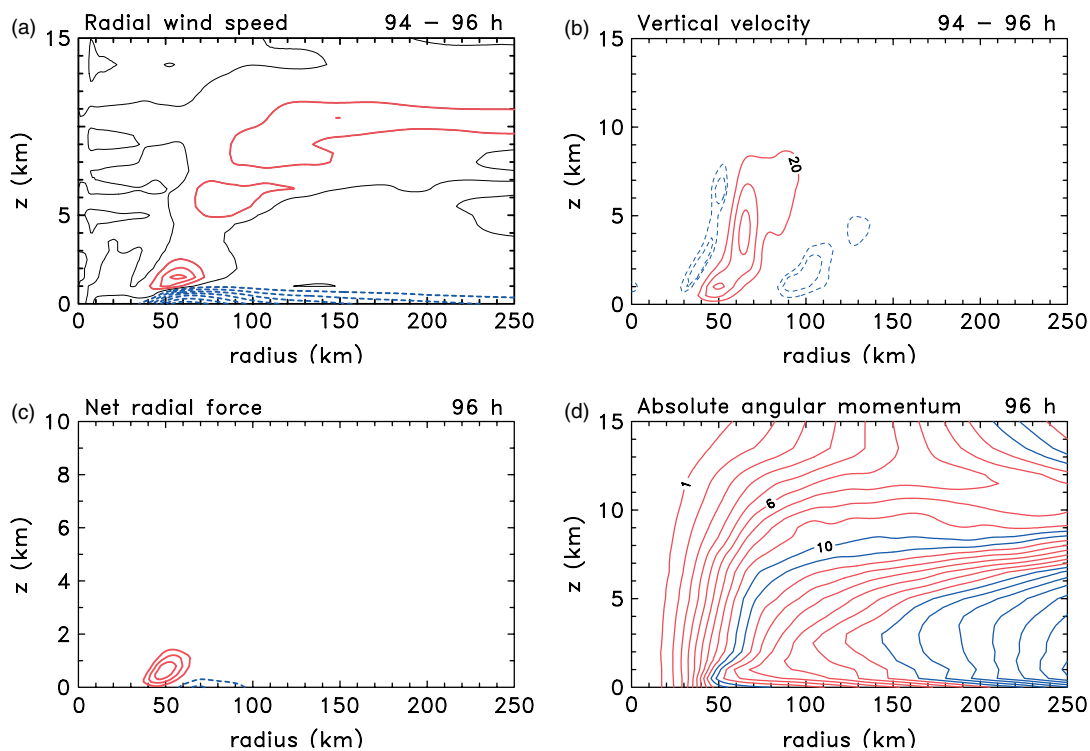 (a) Radial wind speed 94 – 96 h
15
10
5
0
z (km)
0 50 100 150 200 250
radius (km)
(b) Vertical velocity 94 – 96 h
15
10
5
0
z (km)
20
0 50 100 150 200 250
radius (km)
(c) Net radial force 96 h
10
8
6
4
2
0
z (km)
0 50 100 150 200 250
radius (km)
(d) Absolute angular momentum 96 h
15
10
5
0
z (km)
1
6
10
0 50 100 150 200 250
radius (km)